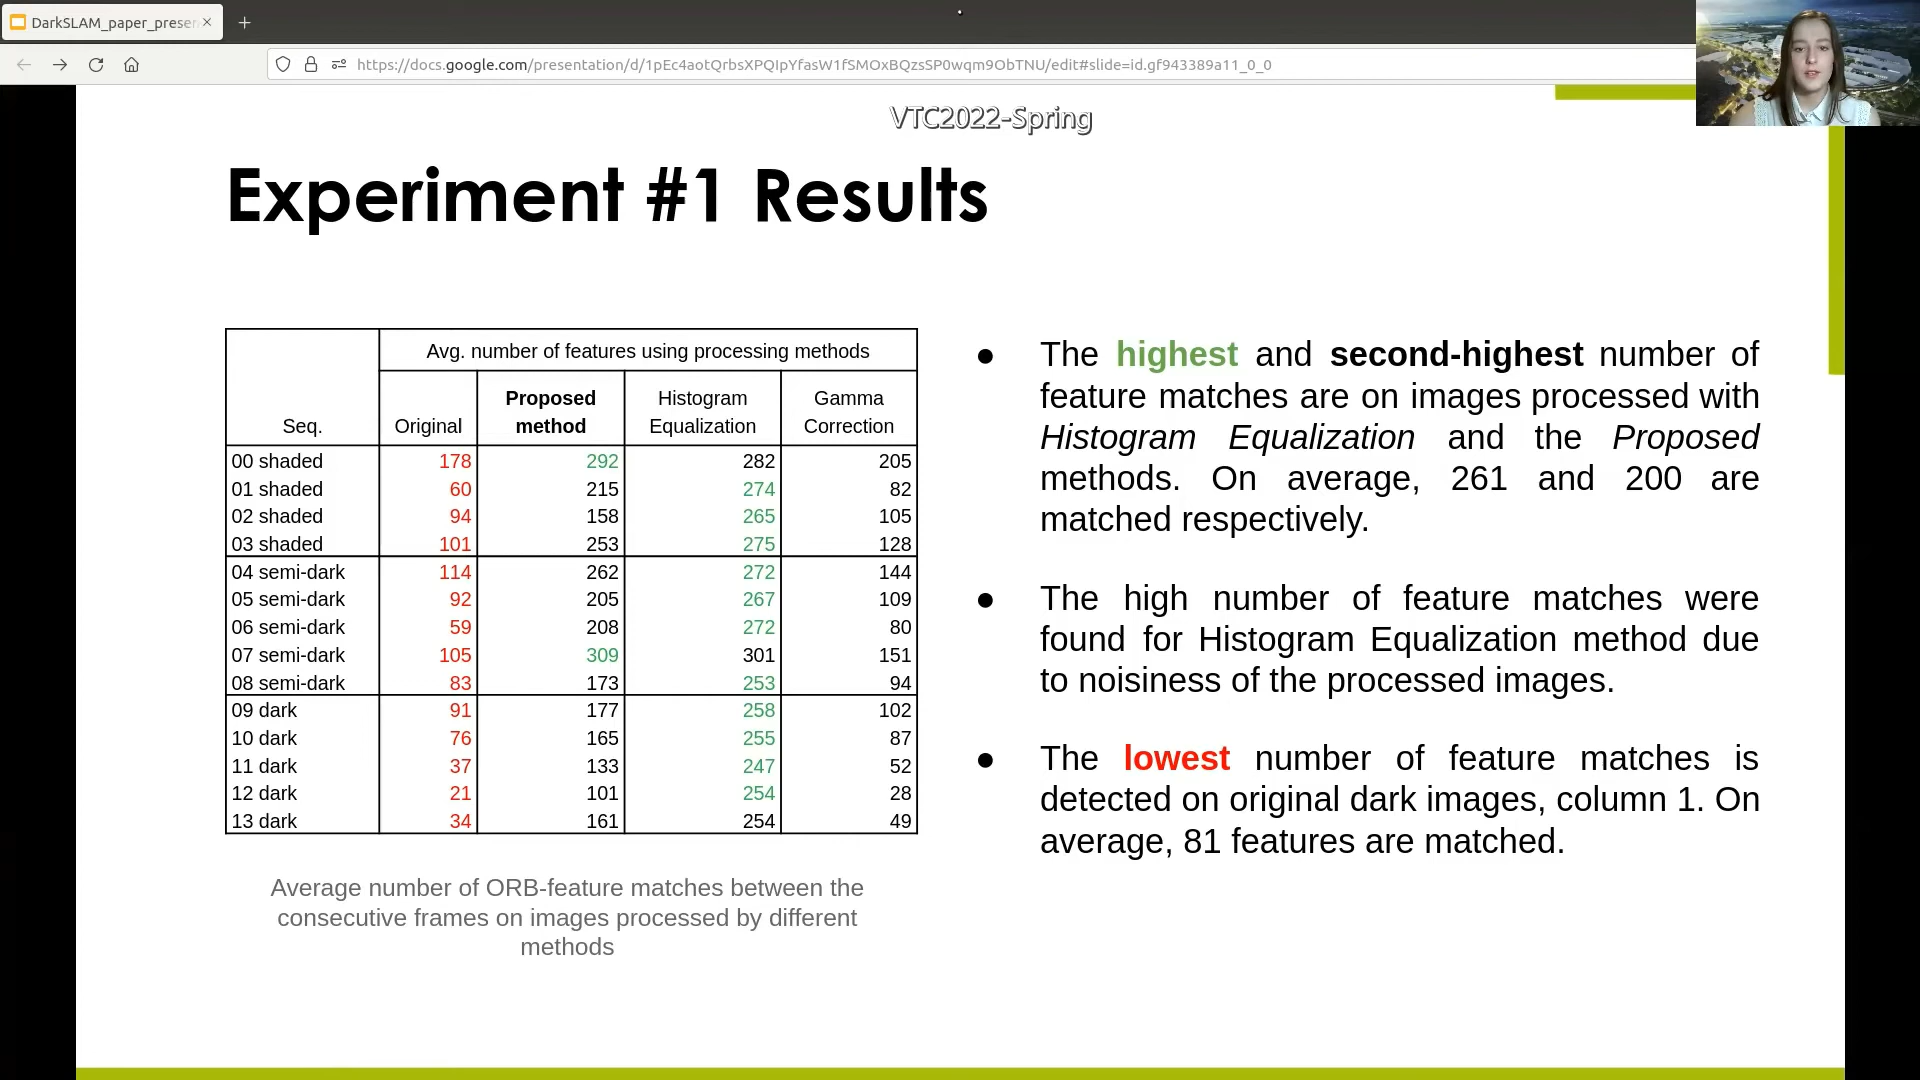 DarkSLAM_paper_presen
https://docs.google.com/presentation/d/1pEc4aotQrbsXPQIpYfasW1fSMOxBQzsSP0wqm9ObTNU/edit#slide=id.gf943389a11_0_0
VTC2022-Spring
Experiment #1 Results
Avg. number of features using processing methods
Seq. Original Proposed method Histogram Equalization Gamma Correction
00 shaded 178 292 282 205
01 shaded 60 215 274 82
02 shaded 94 158 265 105
03 shaded 101 253 275 128
04 semi-dark 114 262 272 144
05 semi-dark 92 205 267 109
06 semi-dark 59 208 272 80
07 semi-dark 105 309 301 151
08 semi-dark 83 173 253 94
09 dark 91 177 258 102
10 dark 76 165 255 87
11 dark 37 133 247 52
12 dark 21 101 254 28
13 dark 34 161 254 49
Average number of ORB-feature matches between the
consecutive frames on images processed by different
methods
● The highest and second-highest number of
feature matches are on images processed with
Histogram Equalization and the Proposed
methods. On average, 261 and 200 are
matched respectively.
● The high number of feature matches were
found for Histogram Equalization method due
to noisiness of the processed images.
● The lowest number of feature matches is
detected on original dark images, column 1. On
average, 81 features are matched.